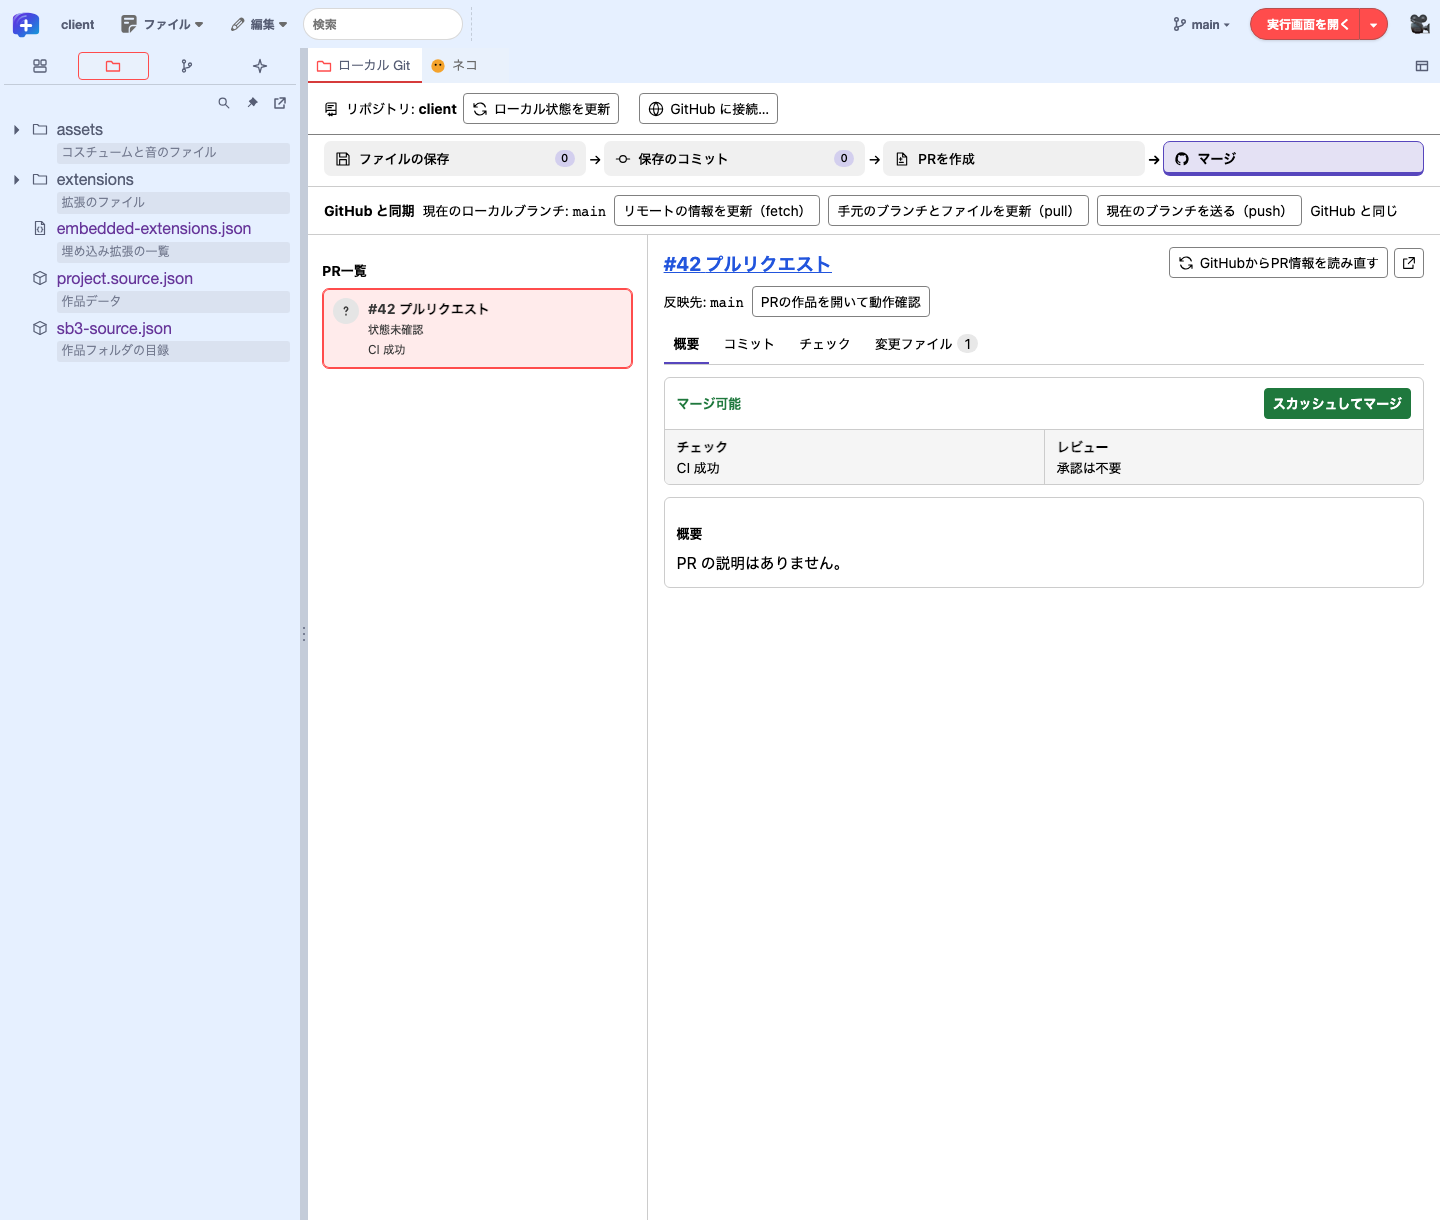 client
ファイル
編集
検索
main
実行画面を開く
ローカル Git
ネコ
assets
コスチュームと音のファイル
extensions
拡張のファイル
embedded-extensions.json
埋め込み拡張の一覧
project.source.json
作品データ
sb3-source.json
作品フォルダの目録
リポジトリ: client
ローカル状態を更新
GitHub に接続...
ファイルの保存 0
保存のコミット 0
PRを作成
マージ
GitHub と同期 現在のローカルブランチ: main
リモートの情報を更新（fetch）
手元のブランチとファイルを更新（pull）
現在のブランチを送る（push）
GitHub と同じ
PR一覧
? #42 プルリクエスト
状態未確認
CI 成功
#42 プルリクエスト
GitHubからPR情報を読み直す
反映先: main
PRの作品を開いて動作確認
概要
コミット
チェック
変更ファイル 1
マージ可能
スカッシュしてマージ
チェック
CI 成功
レビュー
承認は不要
概要
PR の説明はありません。